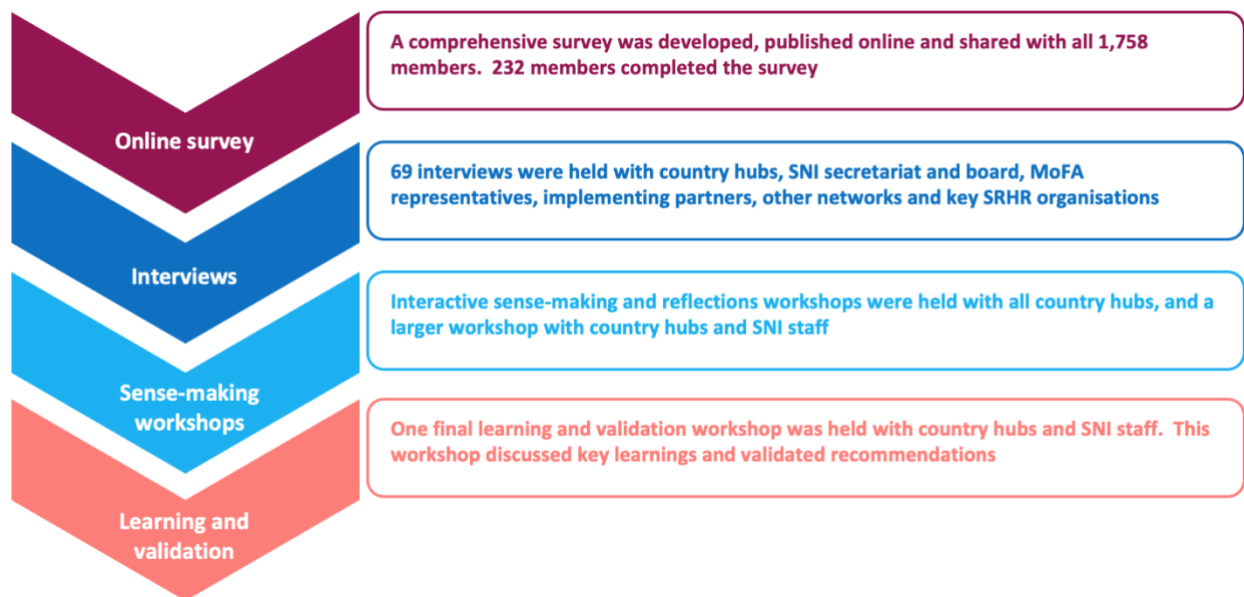 A comprehensive survey was developed, published online and shared with all 1,758
members.  232 members completed the survey
Online survey
69 interviews were held with country hubs, SNI secretariat and board, MoFA
representatives, implementing partners, other networks and key SRHR organisations
Interviews
Interactive sense-making and reflections workshops were held with all country hubs, and a
larger workshop with country hubs and SNI staff
Sense-making
workshops
One final learning and validation workshop was held with country hubs and SNI staff.  This
workshop discussed key learnings and validated recommendations
Learning and
validation